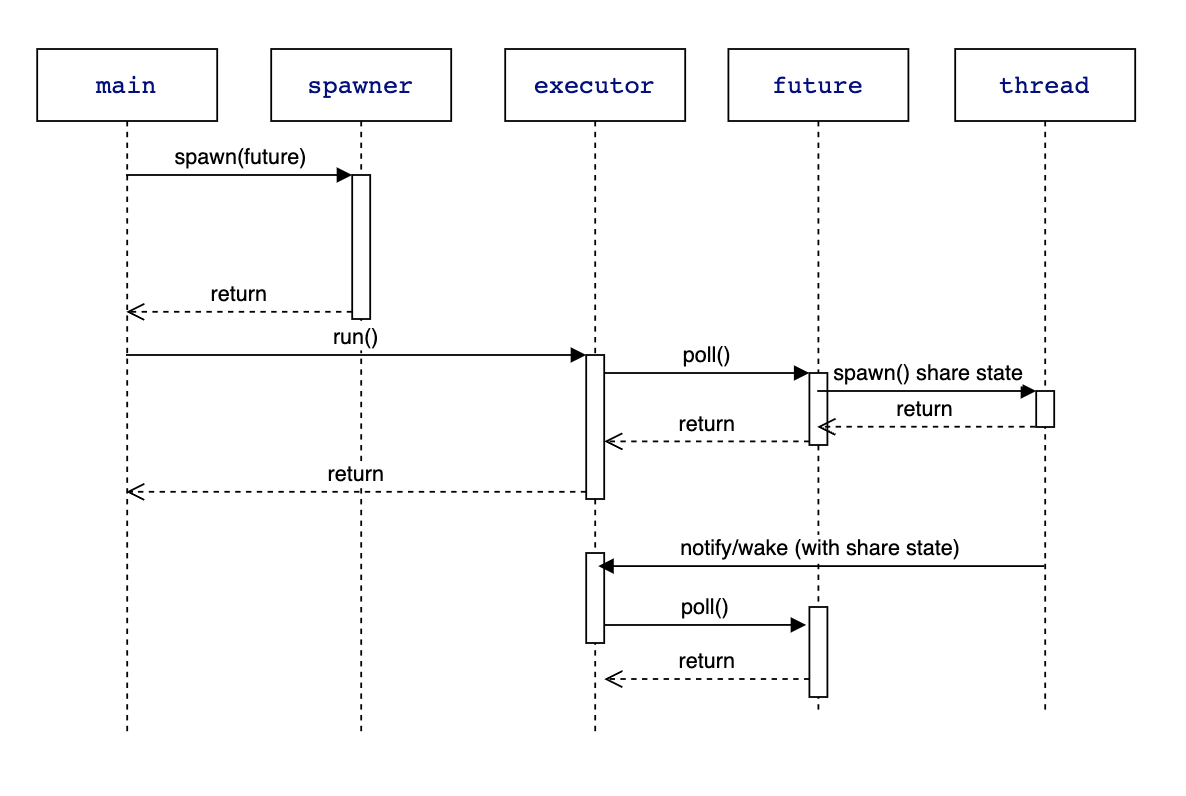 main
spawner
executor
future
thread
spawn(future)
return
run()
poll()
spawn() share state
return
return
return
notify/wake (with share state)
poll()
return